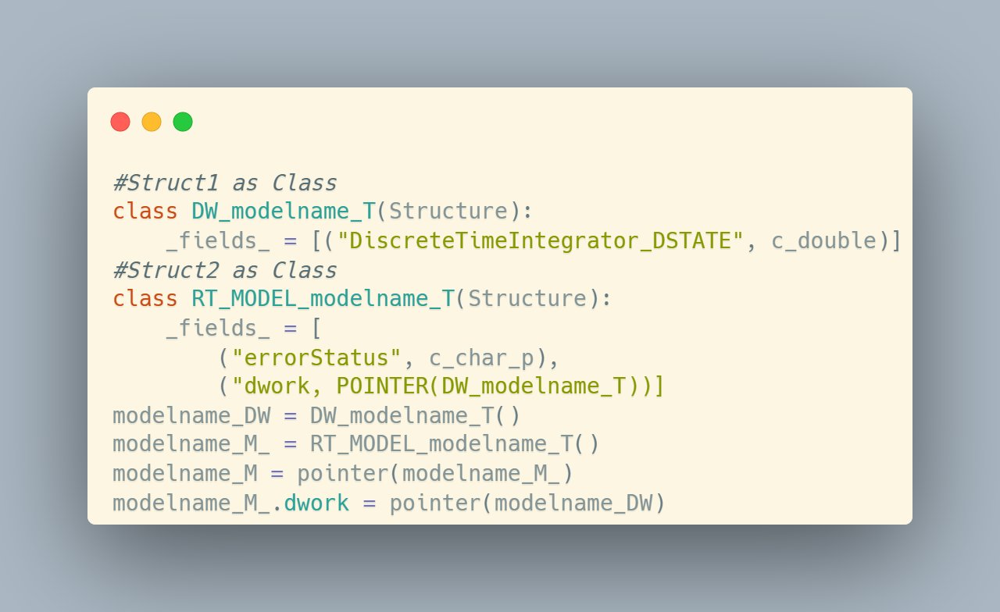 #Struct1 as Class
class DW_modelname_T(Structure):
    _fields_ = [("DiscreteTimeIntegrator_DSTATE", c_double)]
#Struct2 as Class
class RT_MODEL_modelname_T(Structure):
    _fields_ = [
        ("errorStatus", c_char_p),
        ("dwork, POINTER(DW_modelname_T))]
modelname_DW = DW_modelname_T()
modelname_M_ = RT_MODEL_modelname_T()
modelname_M = pointer(modelname_M_)
modelname_M_.dwork = pointer(modelname_DW)